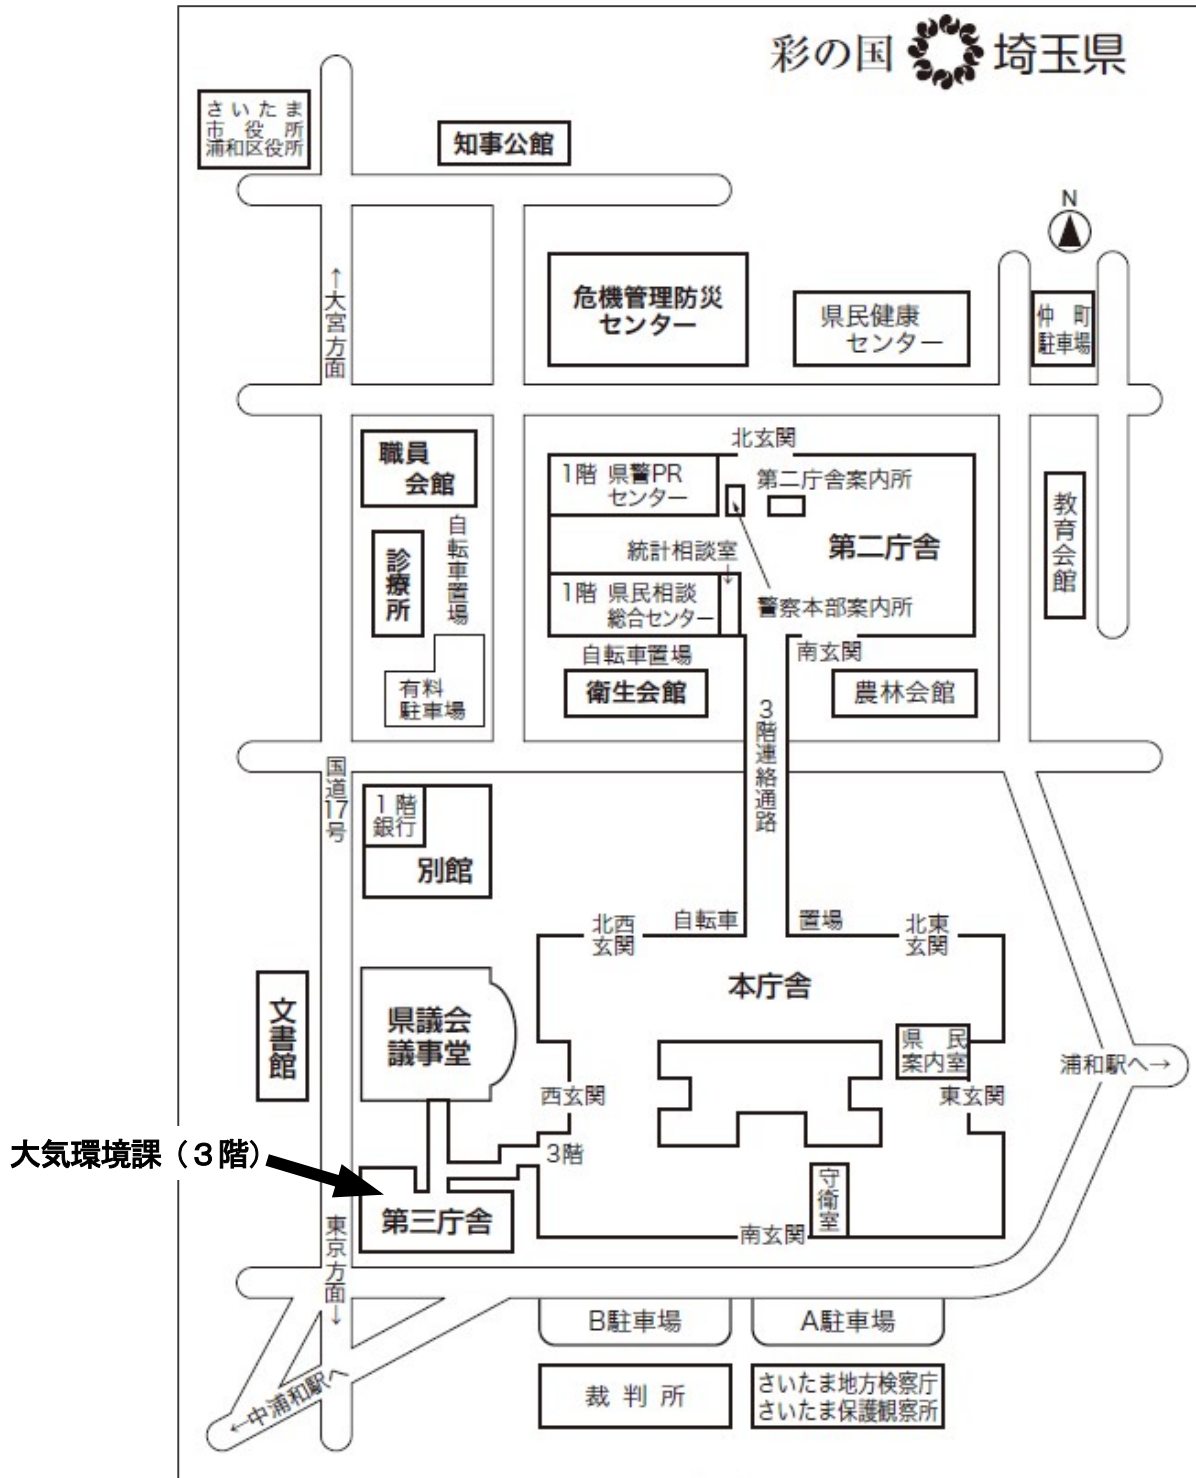 彩の国 埼玉県
さいたま
市役所
浦和区役所
知事公館
N
↑大宮方面
危機管理防災
センター
県民健康
センター
仲町
駐車場
職員
会館
北玄関
1階 県警PR
センター
第二庁舎案内所
自転車置場
診療所
教育会館
統計相談室
↓
第二庁舎
1階 県民相談
総合センター
警察本部案内所
自転車置場
南玄関
有料
駐車場
衛生会館
農林会館
3階連絡通路
国道17号
1階
銀行
別館
北西
玄関
自転車
置場
北東
玄関
本庁舎
文書館
県議会
議事堂
県民
案内室
浦和駅へ→
西玄関
東玄関
大気環境課（３階）
3階
守衛室
第三庁舎
南玄関
東京方面↓
B駐車場
A駐車場
←中浦和駅へ
裁判所
さいたま地方検察庁
さいたま保護観察所